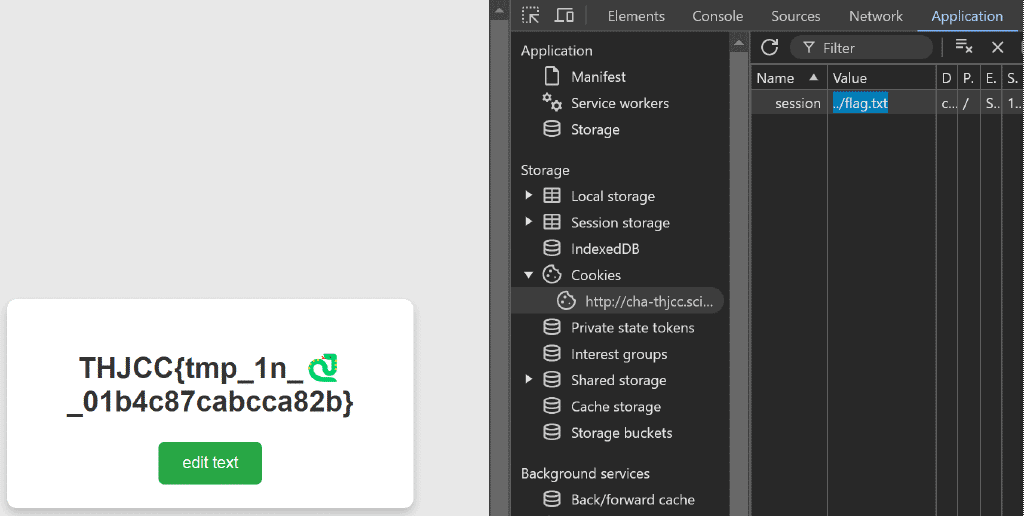 Elements Console Sources Network Application
Application
Manifest
Service workers
Storage
Storage
Local storage
Session storage
IndexedDB
Cookies
http://cha-thjcc.sci...
Private state tokens
Interest groups
Shared storage
Cache storage
Storage buckets
Background services
Back/forward cache
Filter
Name Value D P. E. S.
session ../flag.txt c... / S... 1...
THJCC{tmp_1n_🐍
_01b4c87cabcca82b}
edit text